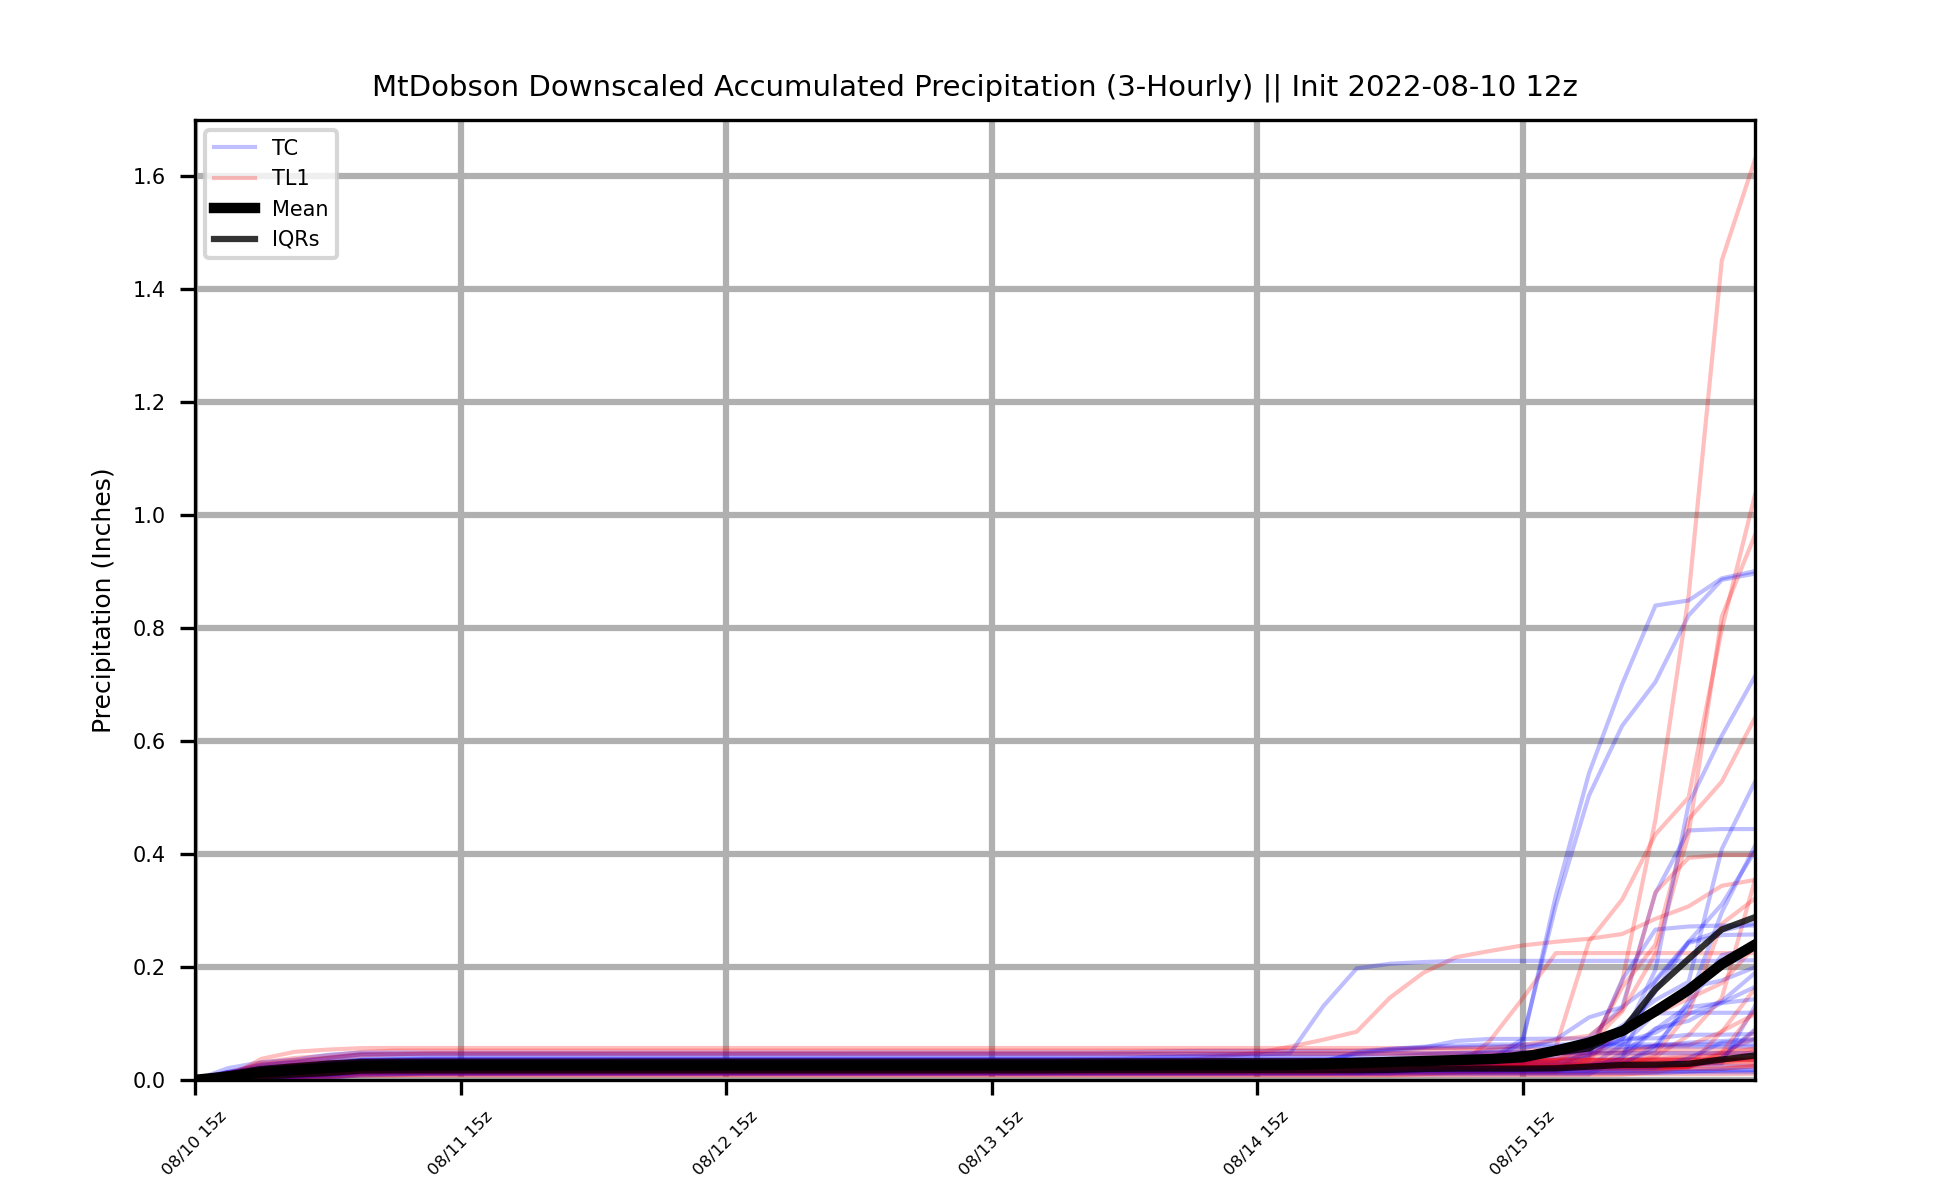 MtDobson Downscaled Accumulated Precipitation (3-Hourly) || Init 2022-08-10 12z
TC
TL1
Mean
IQRs
Precipitation (Inches)
1.6
1.4
1.2
1.0
0.8
0.6
0.4
0.2
0.0
08/10 15z
08/11 15z
08/12 15z
08/13 15z
08/14 15z
08/15 15z